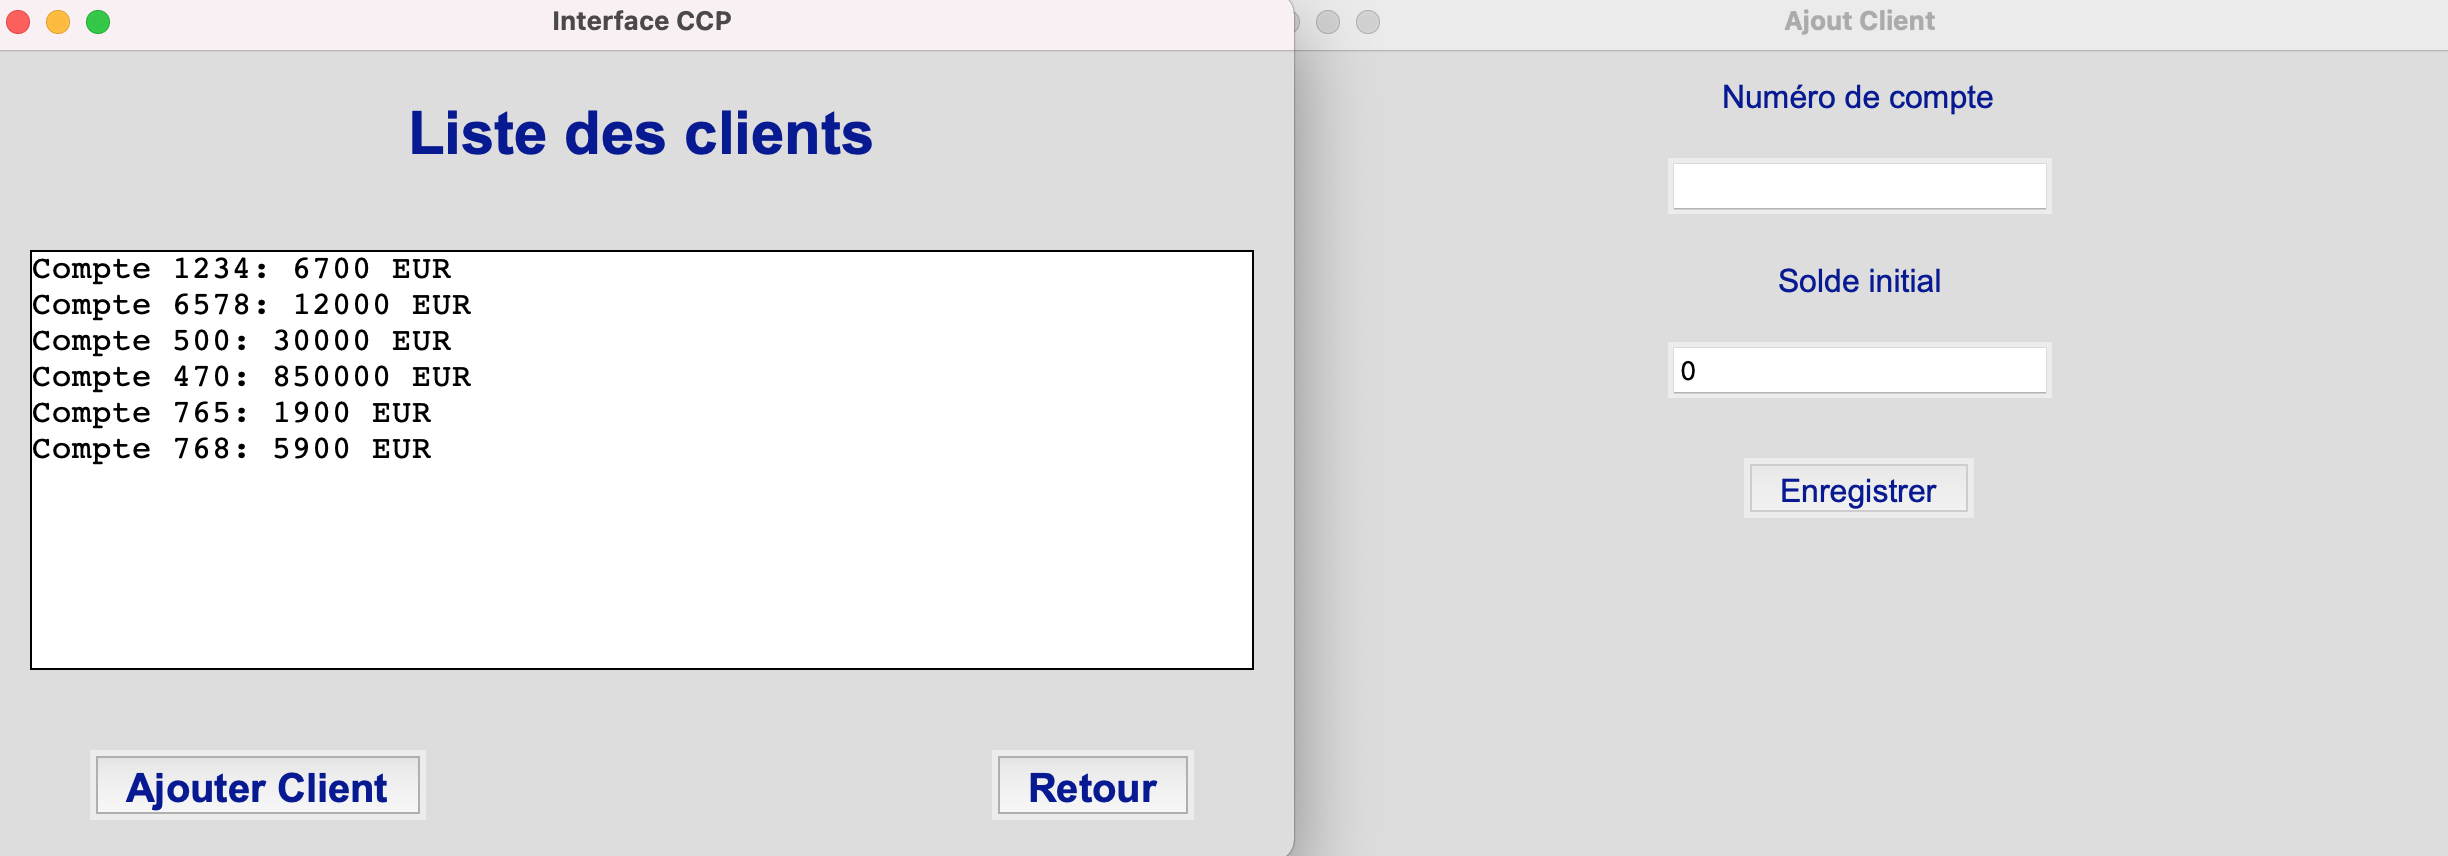 Interface CCP
Liste des clients
Compte 1234: 6700 EUR
Compte 6578: 12000 EUR
Compte 500: 30000 EUR
Compte 470: 850000 EUR
Compte 765: 1900 EUR
Compte 768: 5900 EUR
Ajouter Client
Retour
Ajout Client
Numéro de compte
Solde initial
0
Enregistrer